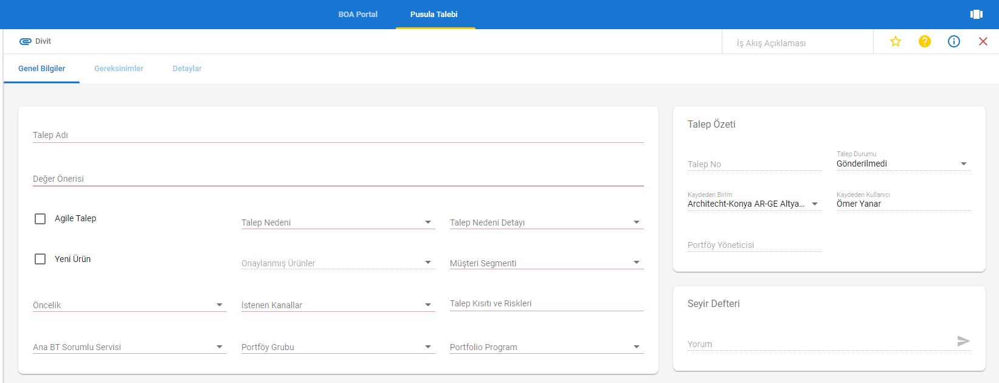 BOA Portal
Pusula Talebi
Divit
İş Akış Açıklaması
Genel Bilgiler
Gereksinimler
Detaylar
Talep Adı
Değer Önerisi
Agile Talep
Talep Nedeni
Talep Nedeni Detayı
Yeni Ürün
Onaylanmış Ürünler
Müşteri Segmenti
Öncelik
İstenen Kanallar
Talep Kısıtı ve Riskleri
Ana BT Sorumlu Servisi
Portföy Grubu
Portfolio Program
Talep Özeti
Talep No
Talep Durumu
Gönderilmedi
Kaydeden Birim
Architecht-Konya AR-GE Altya...
Kaydeden Kullanıcı
Ömer Yanar
Portföy Yöneticisi
Seyir Defteri
Yorum